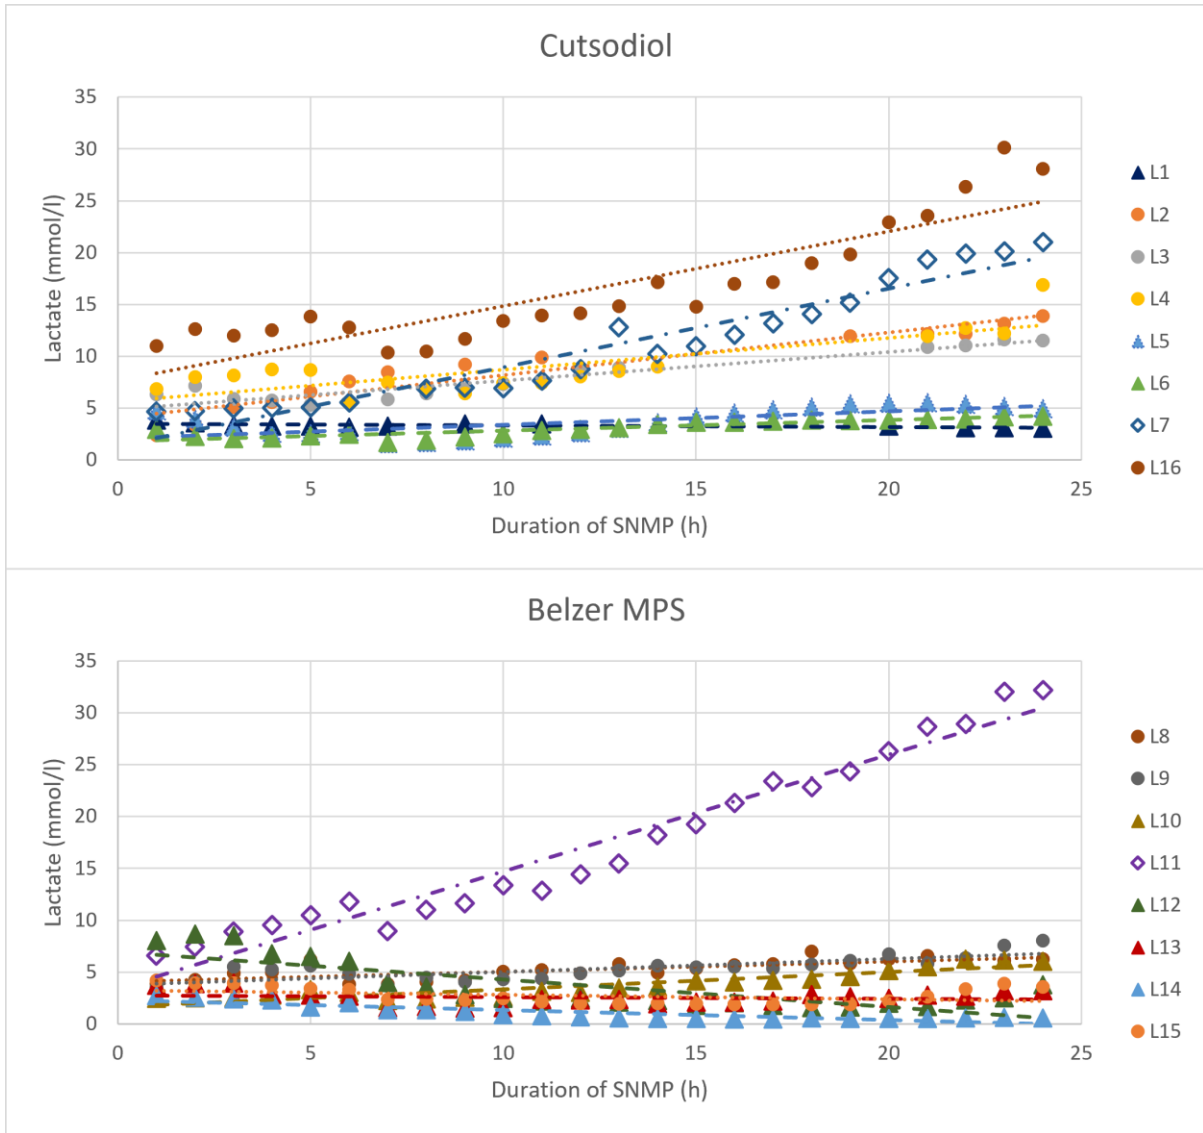 Cutsodiol
35
30
25
20
15
10
5
0
Lactate (mmol/l)
0 5 10 15 20 25
Duration of SNMP (h)
L1
L2
L3
L4
L5
L6
L7
L16
Belzer MPS
35
30
25
20
15
10
5
0
Lactate (mmol/l)
0 5 10 15 20 25
Duration of SNMP (h)
L8
L9
L10
L11
L12
L13
L14
L15